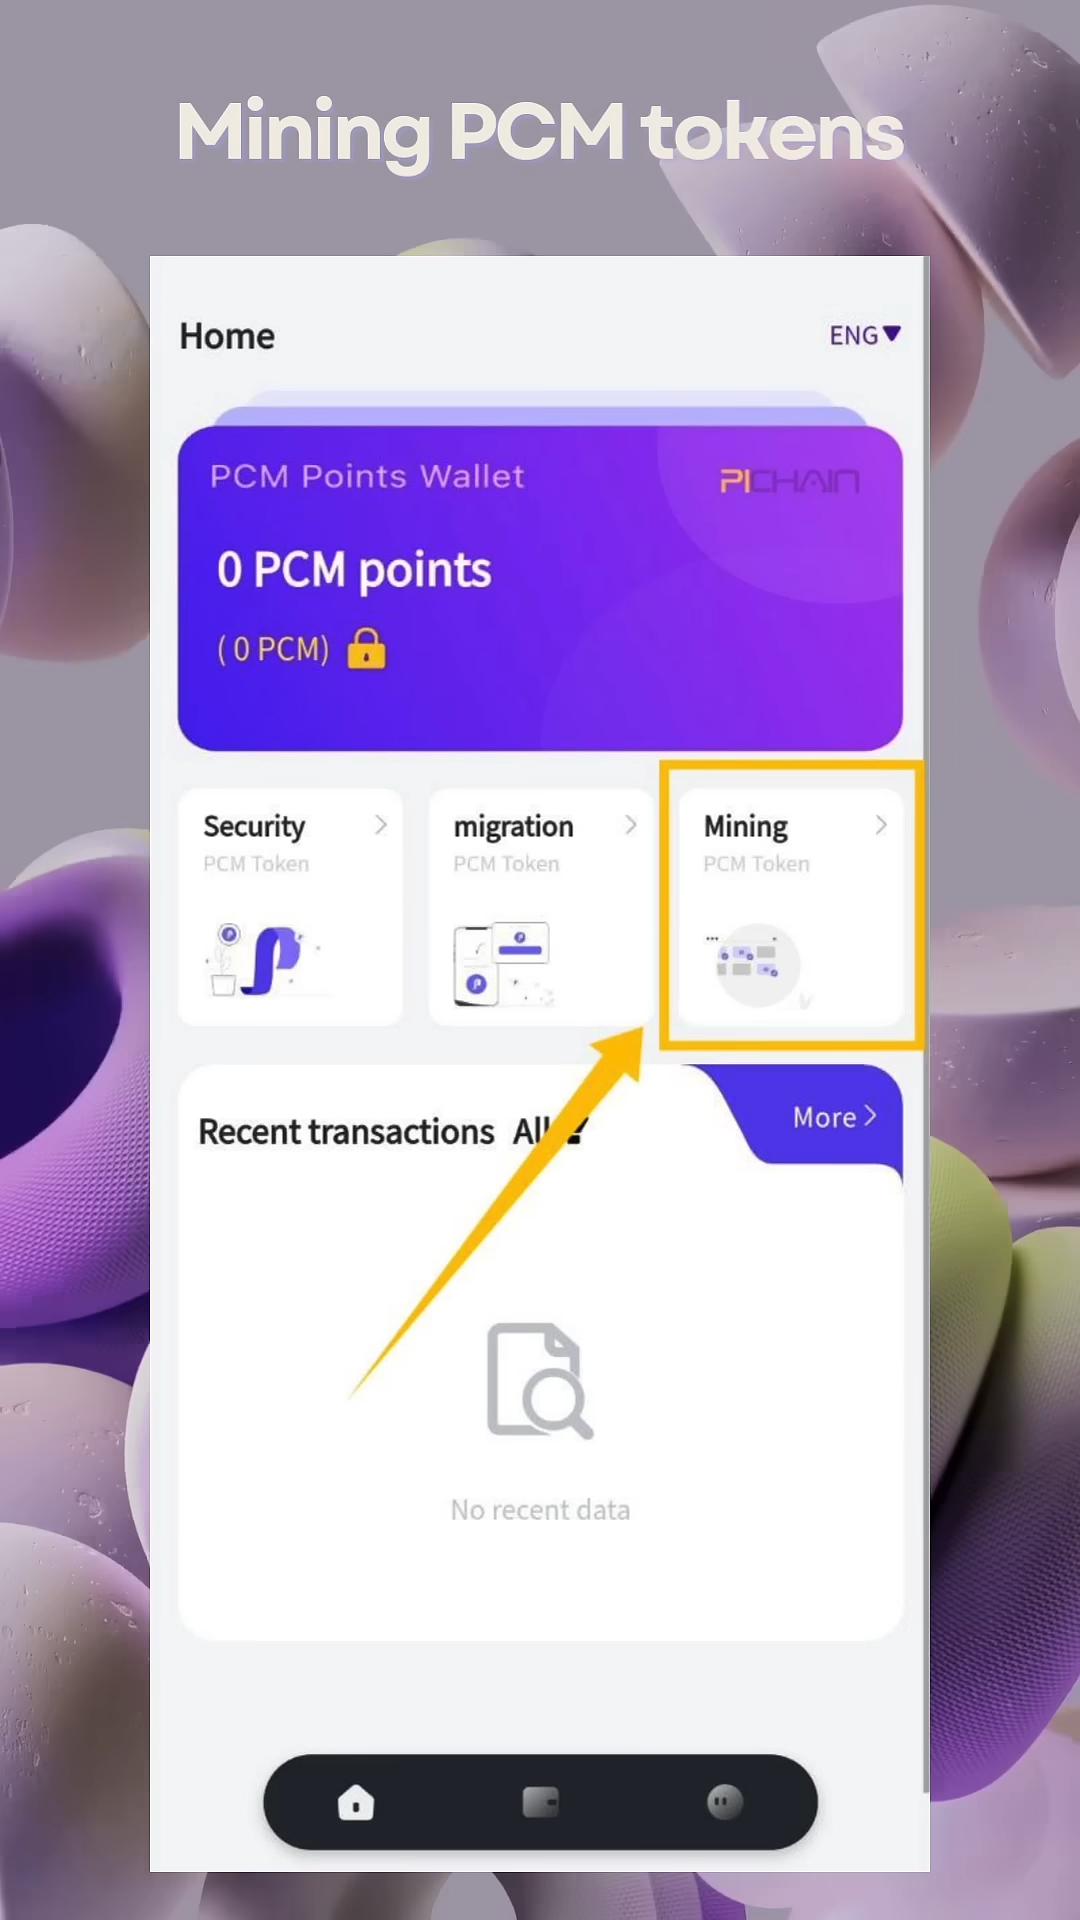 Mining PCM tokens
Home
ENG
PCM Points Wallet
PICHAIN
0 PCM points
( 0 PCM)
Security
PCM Token
migration
PCM Token
Mining
PCM Token
Recent transactions All
More
No recent data